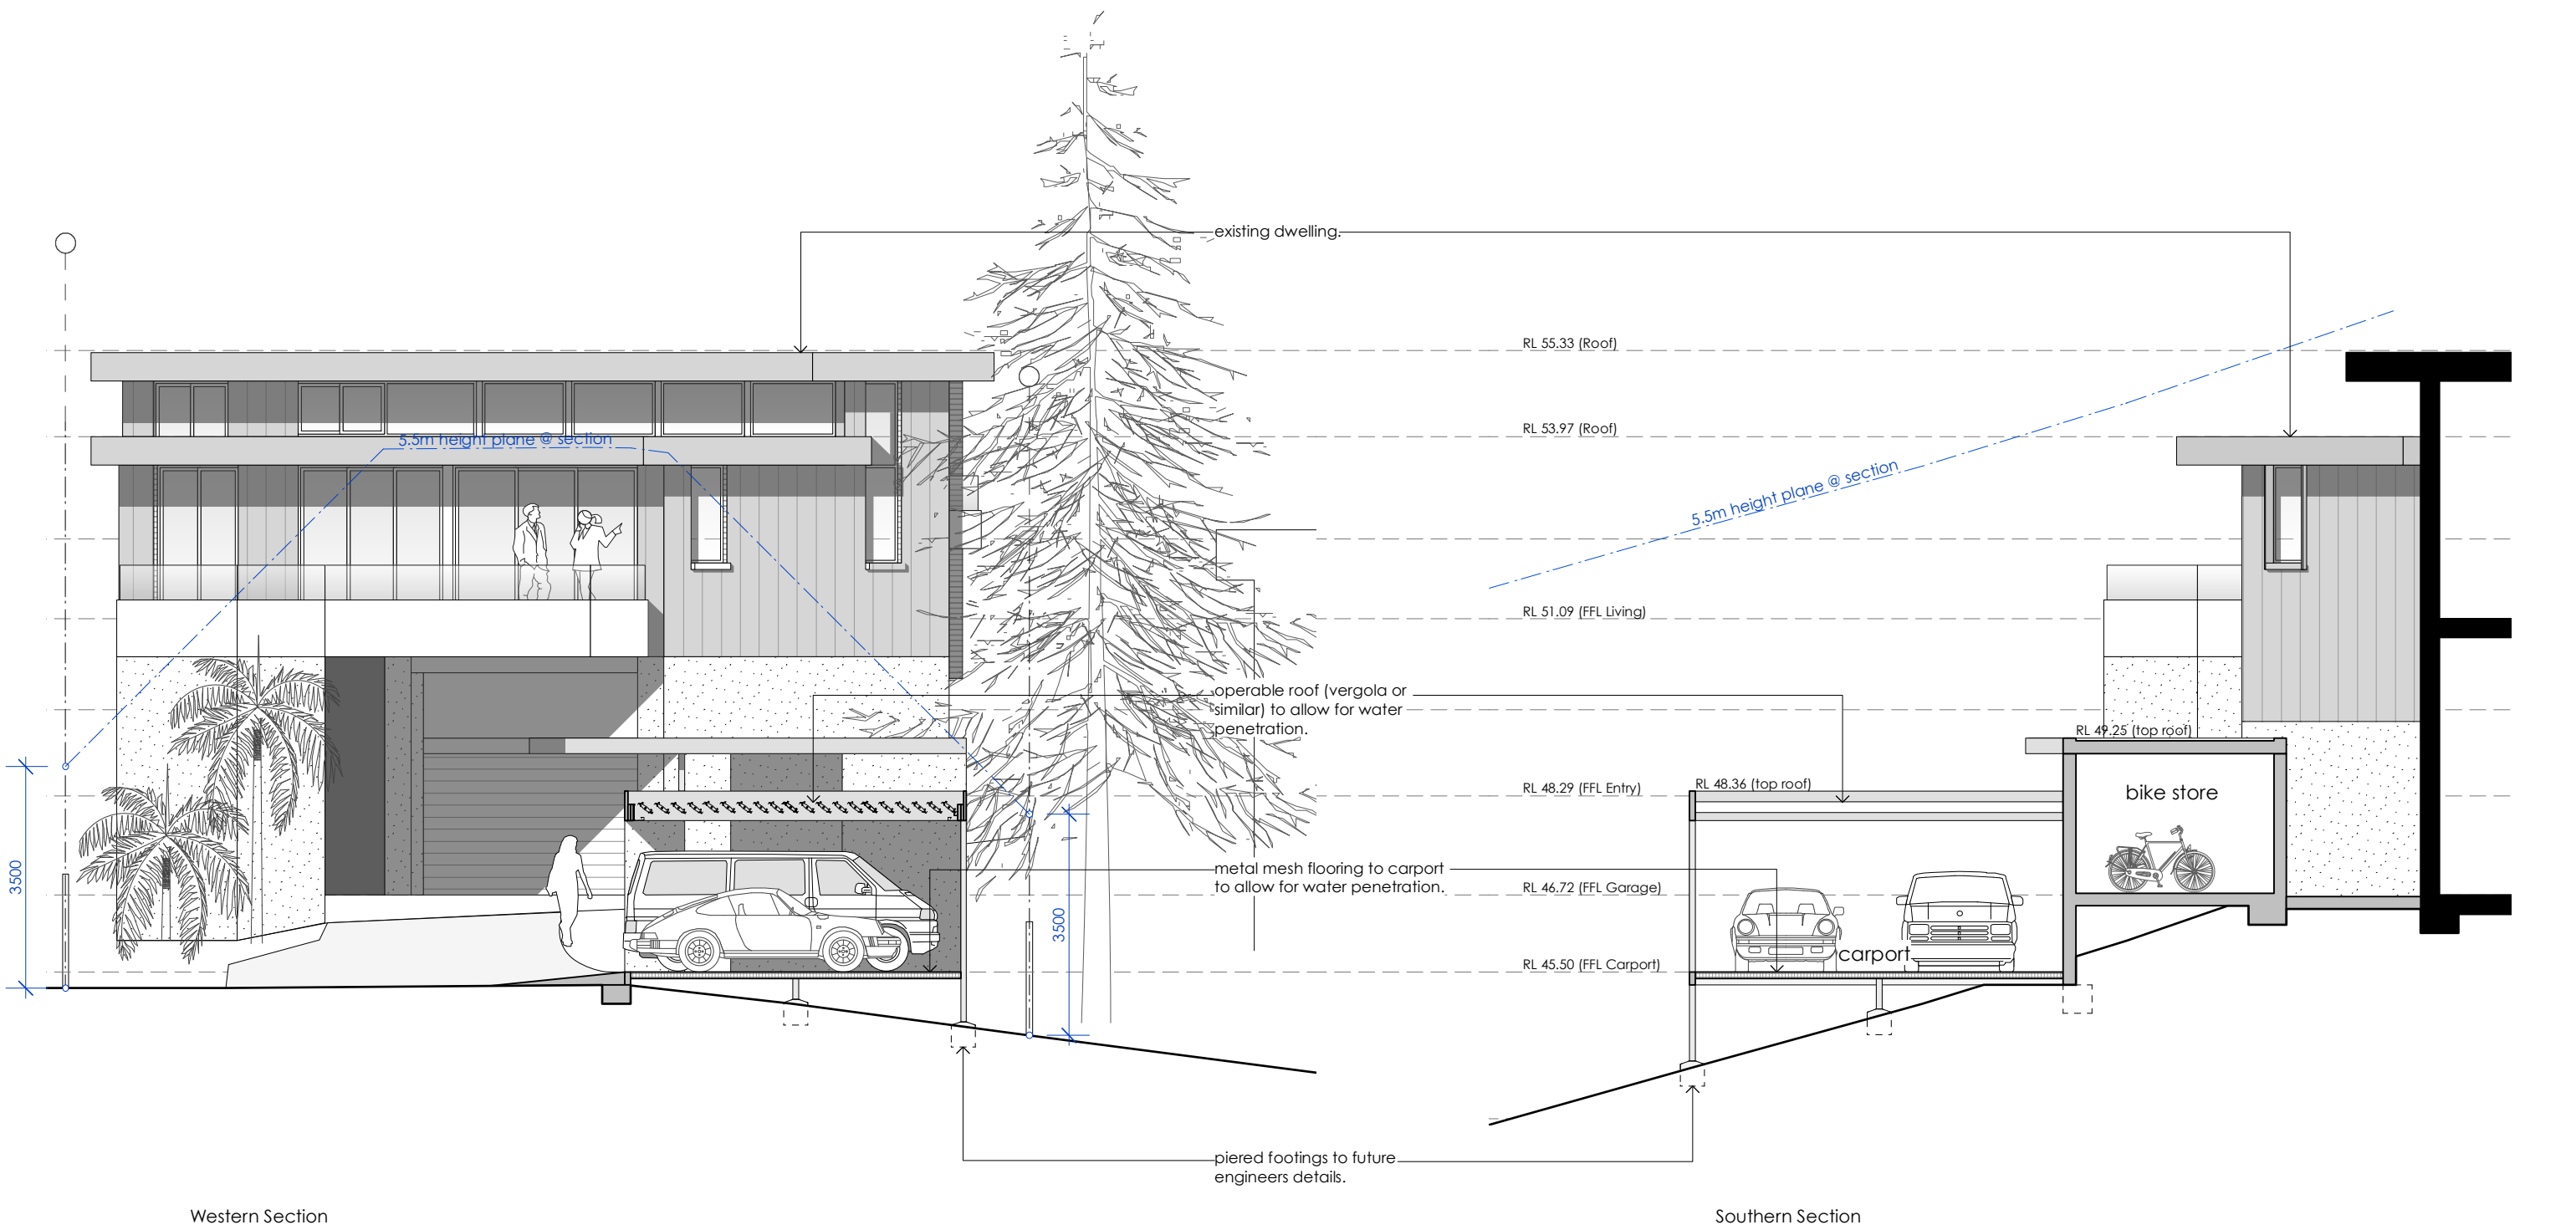 existing dwelling.
RL 55.33 (Roof)
RL 53.97 (Roof)
5.5m height plane @ section
5.5m height plane @ section
RL 51.09 (FFL Living)
operable roof (vergola or
similar) to allow for water
penetration.
RL 49.25 (top roof)
RL 48.29 (FFL Entry)
RL 48.36 (top roof)
bike store
3500
3500
metal mesh flooring to carport
to allow for water penetration.
RL 46.72 (FFL Garage)
carport
RL 45.50 (FFL Carport)
piered footings to future
engineers details.
Western Section
Southern Section